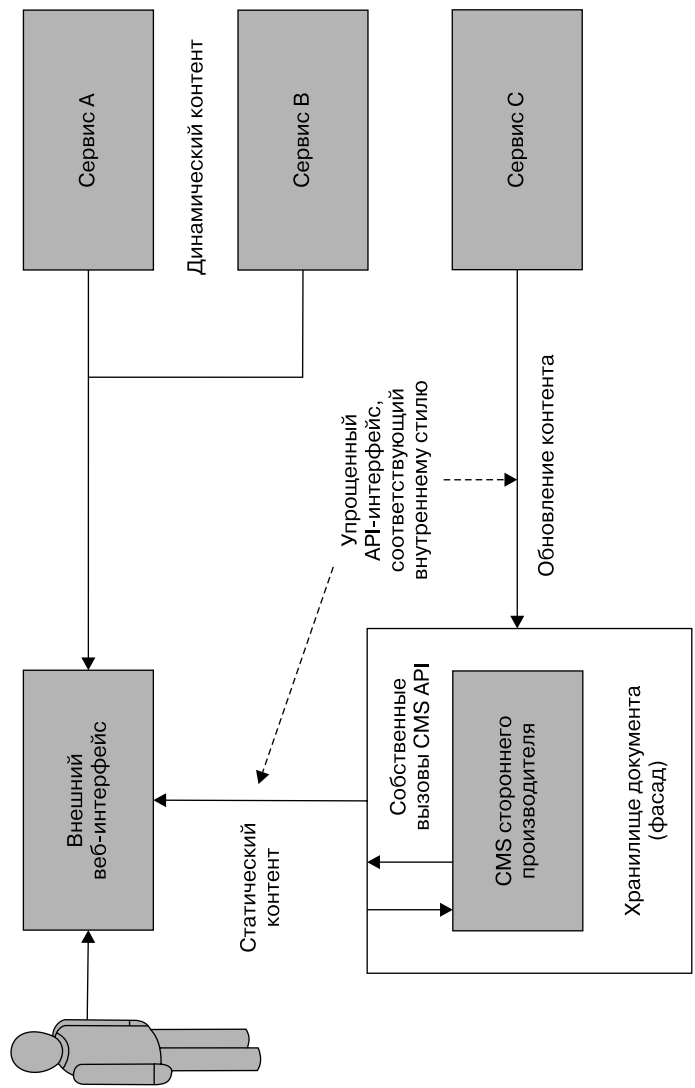 Сервис A
Динамический контент
Сервис B
Сервис C
Упрощенный
API-интерфейс,
соответствующий
внутреннему стилю
Обновление контента
Внешний
веб-интерфейс
Статический
контент
Собственные
вызовы CMS API
CMS стороннего
производителя
Хранилище документа
(фасад)